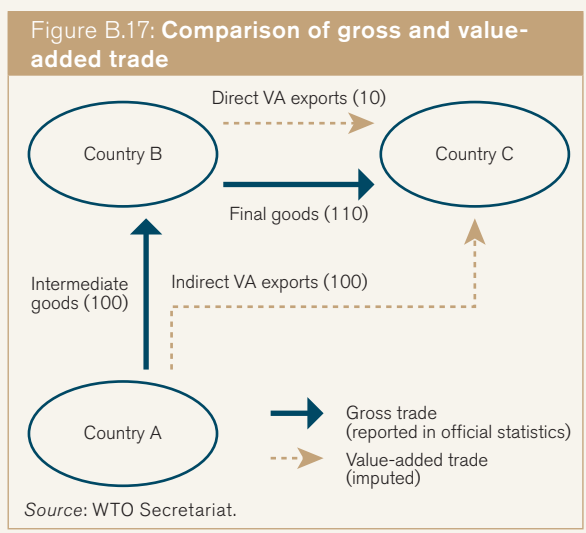 Figure B.17: Comparison of gross and value-
added trade
Direct VA exports (10)
Country B
Country C
Final goods (110)
Intermediate
goods (100)
Indirect VA exports (100)
Country A
Gross trade
(reported in official statistics)
Value-added trade
(imputed)
Source: WTO Secretariat.